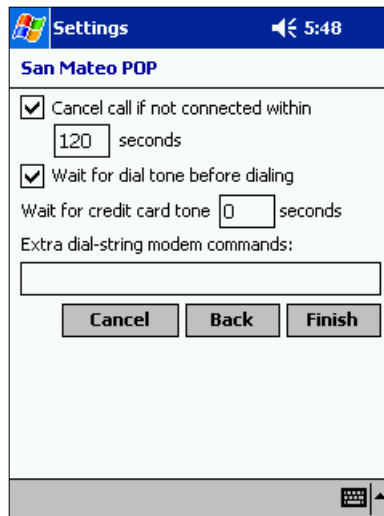 Settings 5:48
San Mateo POP
Cancel call if not connected within
120 seconds
Wait for dial tone before dialing
Wait for credit card tone 0 seconds
Extra dial-string modem commands:
Cancel Back Finish